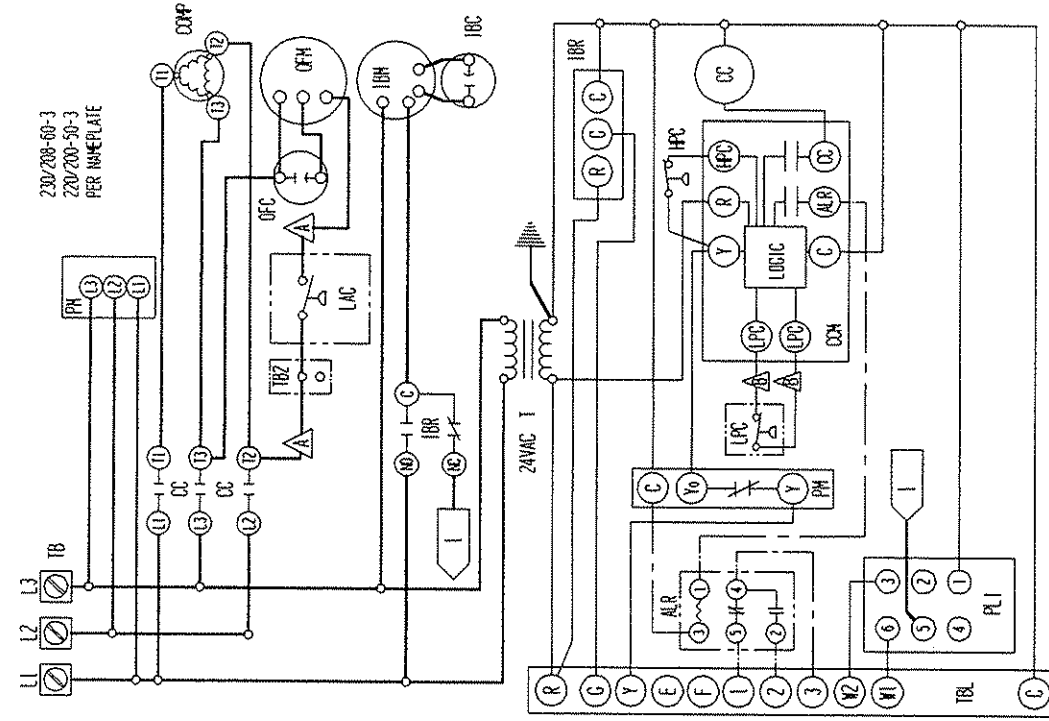 230/208-60-3
220/200-50-3
PER NAMEPLATE
L1
L2
L3
TB
PM
L3
L2
L1
COMP
T1
T2
T3
OFM
OFC
A
LAC
TB2
A
IBM
IBC
L1
T1
CC
L3
T3
CC
L2
T2
NO
C
IBR
NC
1
24VAC T
IBR
R
C
C
CC
HPC
HPC
R
Y
CC
ALR
LOGIC
C
LPC
LPC
CCM
B
B
LPC
C
Yo
Y
PM
ALR
3
1
5
4
2
1
PL1
6
3
5
2
4
1
R
G
Y
E
F
1
2
3
W2
W1
TBL
C